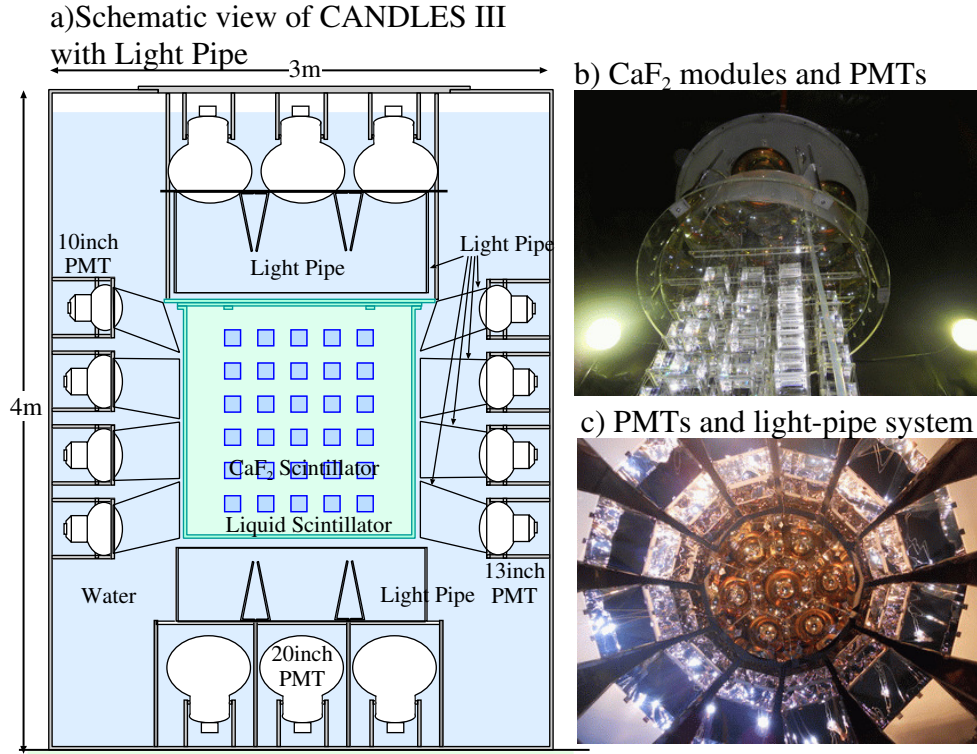 a)Schematic view of CANDLES III
with Light Pipe
3m
b) CaF₂ modules and PMTs
10inch
PMT
Light Pipe
Light Pipe
4m
c) PMTs and light-pipe system
CaF₂ Scintillator
Liquid Scintillator
13inch
PMT
Water
Light Pipe
20inch
PMT